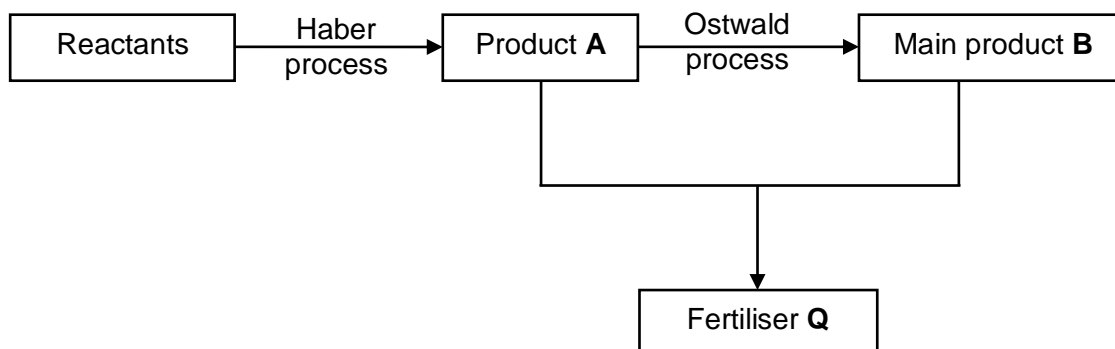 Reactants
Haber
process
Product A
Ostwald
process
Main product B
Fertiliser Q